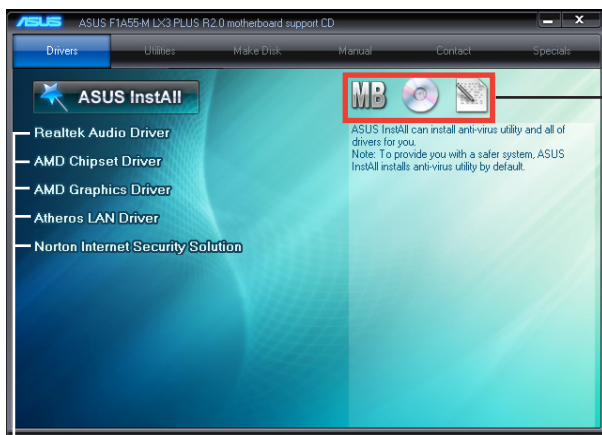 ASUS ASUS F1A55-M LX3 PLUS R2.0 motherboard support CD
Drivers Utilities Make Disk Manual Contact Specials
ASUS InstAll
MB
Realtek Audio Driver
AMD Chipset Driver
AMD Graphics Driver
Atheros LAN Driver
Norton Internet Security Solution
ASUS InstAll can install anti-virus utility and all of
drivers for you.
Note: To provide you with a safer system, ASUS
InstAll installs anti-virus utility by default.